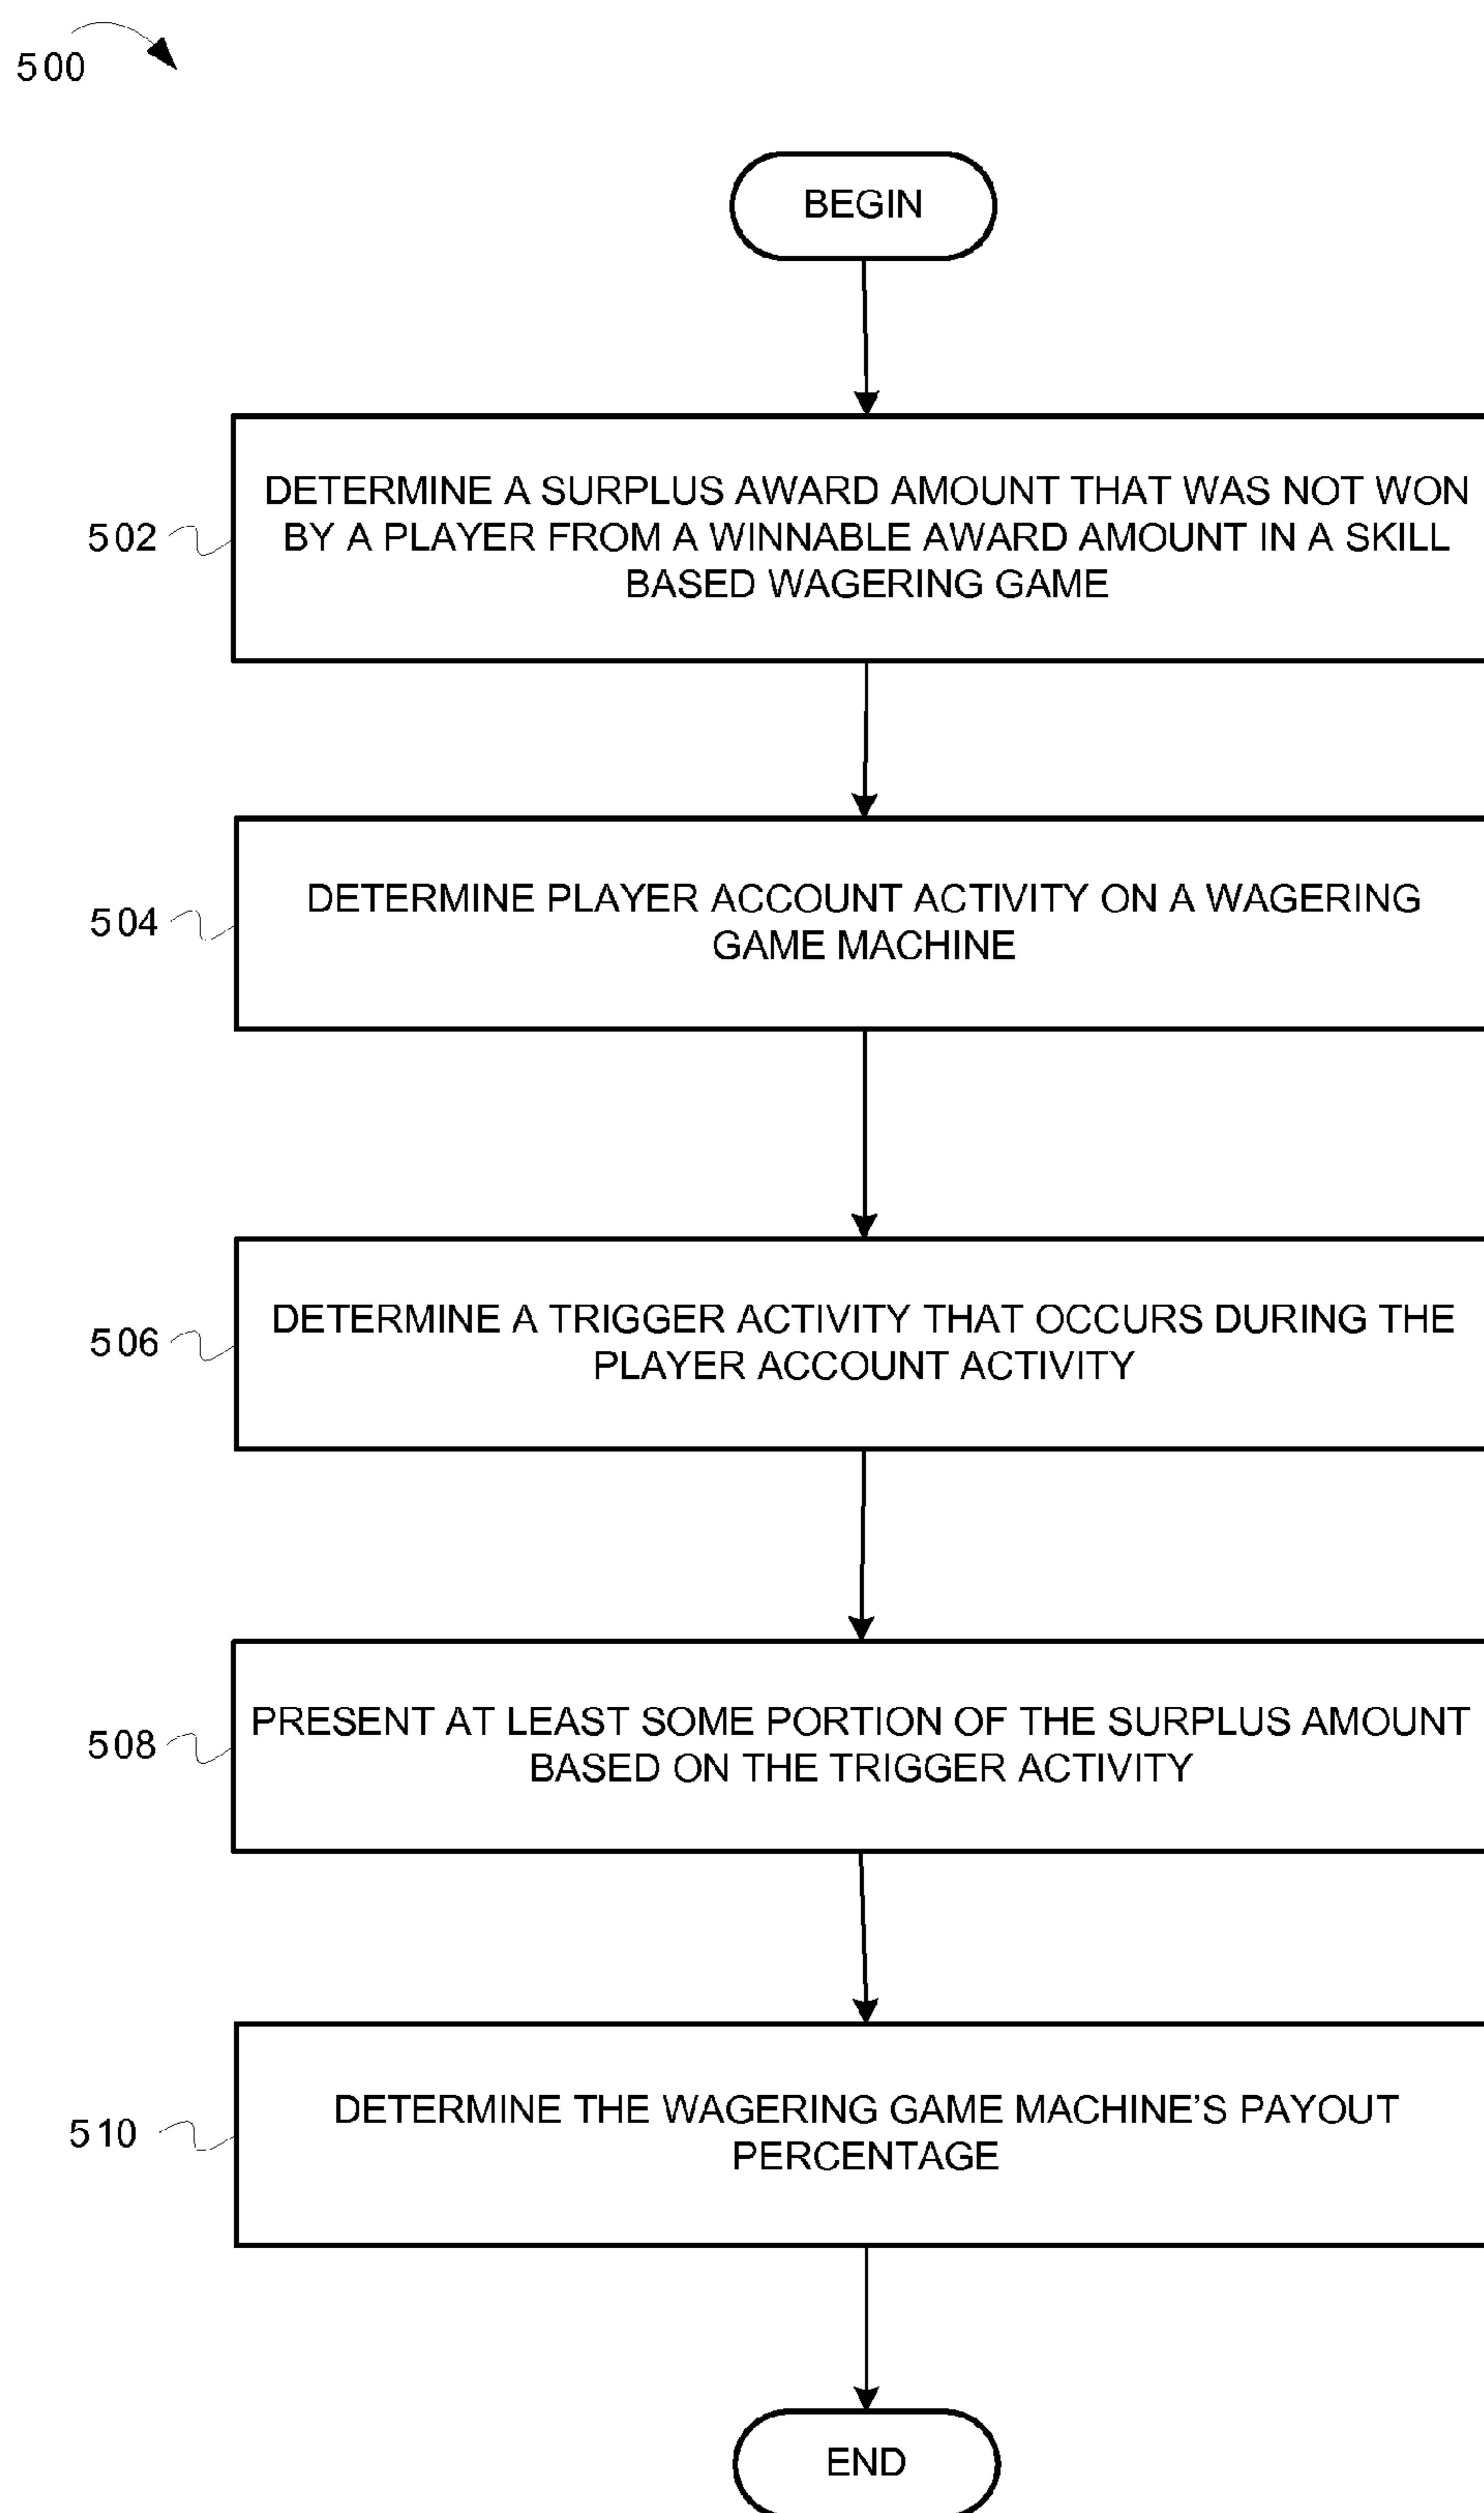 500
BEGIN
502
DETERMINE A SURPLUS AWARD AMOUNT THAT WAS NOT WON
BY A PLAYER FROM A WINNABLE AWARD AMOUNT IN A SKILL
BASED WAGERING GAME
504
DETERMINE PLAYER ACCOUNT ACTIVITY ON A WAGERING
GAME MACHINE
506
DETERMINE A TRIGGER ACTIVITY THAT OCCURS DURING THE
PLAYER ACCOUNT ACTIVITY
508
PRESENT AT LEAST SOME PORTION OF THE SURPLUS AMOUNT
BASED ON THE TRIGGER ACTIVITY
510
DETERMINE THE WAGERING GAME MACHINE'S PAYOUT
PERCENTAGE
END